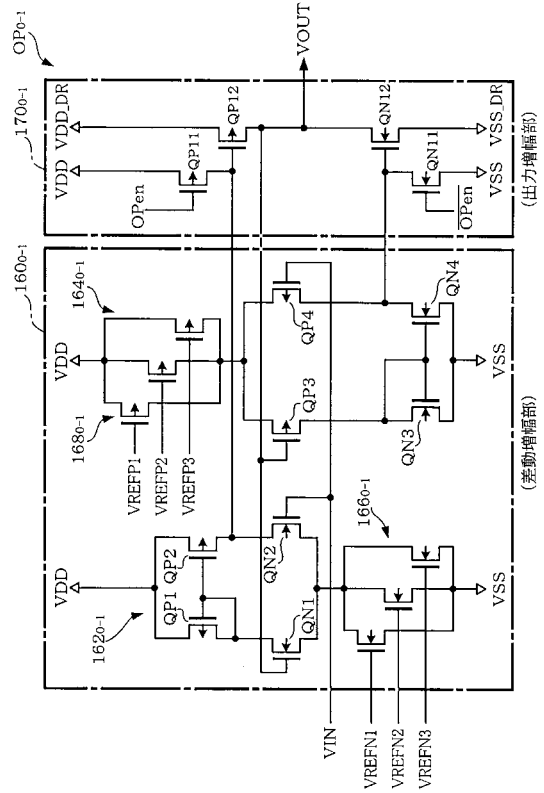 OP0-1
1600-1
1700-1
VDD
1620-1
QP1
QP2
QN1
QN2
VIN
VREFN1
VREFN2
VREFN3
1660-1
VSS
VDD
1640-1
1680-1
VREFP1
VREFP2
VREFP3
QP3
QP4
QN3
QN4
VSS
(差動増幅部)
VDD
VDD_DR
QP11
OPen
QP12
VOUT
QN12
QN11
OPen
VSS
VSS_DR
(出力増幅部)